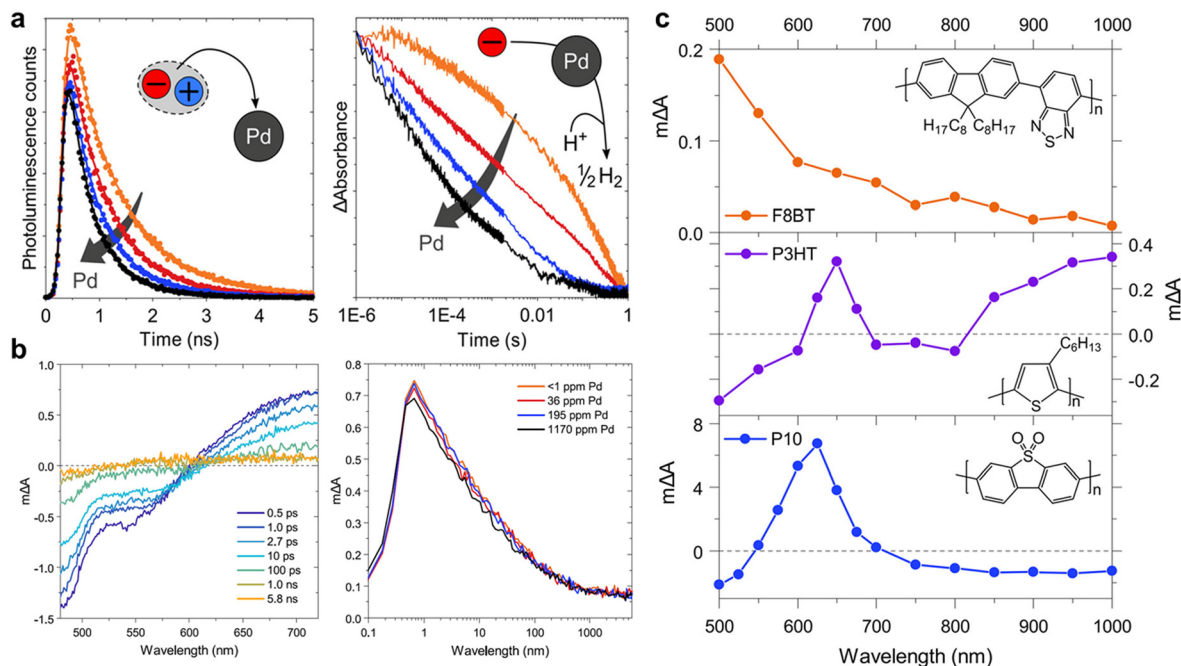 a
Photoluminescence counts
Pd
Pd
0
1
2
3
4
5
Time (ns)
ΔAbsorbance
Pd
H+
½H2
Pd
1E-6
1E-4
0.01
1
Time (s)
b
mΔA
1.0
0.5
0.0
-0.5
-1.0
-1.5
0.5 ps
1.0 ps
2.7 ps
10 ps
100 ps
1.0 ns
5.8 ns
500
550
600
650
700
Wavelength (nm)
mΔA
0.9
0.8
0.7
0.6
0.5
0.4
0.3
0.2
0.1
0.0
<1 ppm Pd
36 ppm Pd
195 ppm Pd
1170 ppm Pd
0.1
1
10
100
1000
Wavelength (nm)
c
500
600
700
800
900
1000
mΔA
0.2
0.1
0.0
H17C8
C8H17
N
S
N
n
F8BT
P3HT
0.4
0.2
0.0
-0.2
mΔA
C6H13
S
n
P10
mΔA
8
4
0
O
O
S
n
500
600
700
800
900
1000
Wavelength (nm)